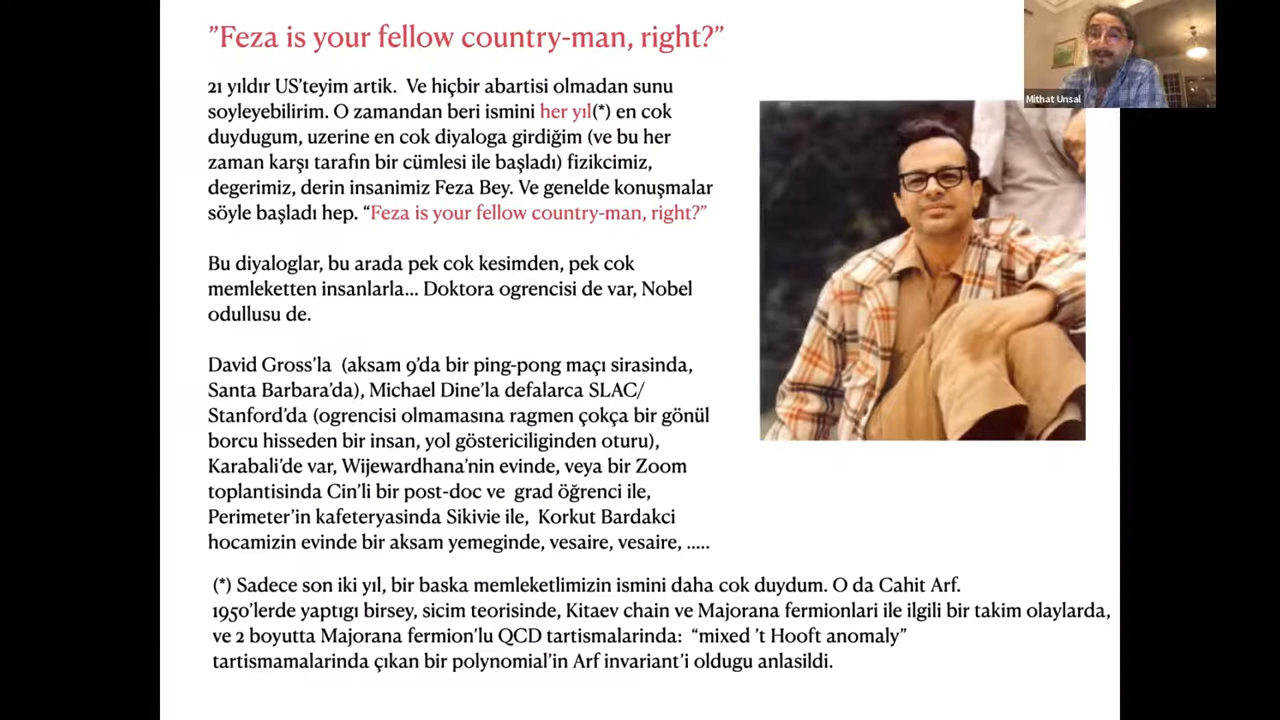 ”Feza is your fellow country-man, right?”
21 yıldır US’teyim artik. Ve hiçbir abartisi olmadan sunu
soyleyebilirim. O zamandan beri ismini her yıl(*) en cok
duydugum, uzerine en cok diyaloga girdiğim (ve bu her
zaman karşı tarafın bir cümlesi ile başladı) fizikcimiz,
degerimiz, derin insanimiz Feza Bey. Ve genelde konuşmalar
söyle başladı hep. “Feza is your fellow country-man, right?”
Bu diyaloglar, bu arada pek cok kesimden, pek cok
memleketten insanlarla... Doktora ogrencisi de var, Nobel
odullusu de.
David Gross’la (aksam 9’da bir ping-pong maçı sirasinda,
Santa Barbara’da), Michael Dine’la defalarca SLAC/
Stanford’da (ogrencisi olmamasına ragmen çokça bir gönül
borcu hisseden bir insan, yol göstericiliginden oturu),
Karabali’de var, Wijewardhana’nin evinde, veya bir Zoom
toplantisinda Cin’li bir post-doc ve grad öğrenci ile,
Perimeter’in kafeteryasinda Sikivie ile, Korkut Bardakci
hocamizin evinde bir aksam yemeginde, vesaire, vesaire, .....
(*) Sadece son iki yıl, bir baska memleketlimizin ismini daha cok duydum. O da Cahit Arf.
1950’lerde yaptıgı birsey, sicim teorisinde, Kitaev chain ve Majorana fermionlari ile ilgili bir takim olaylarda,
ve 2 boyutta Majorana fermion’lu QCD tartismalarinda: “mixed ’t Hooft anomaly”
tartismamalarinda çıkan bir polynomial’in Arf invariant’i oldugu anlasildi.
Mithat Unsal